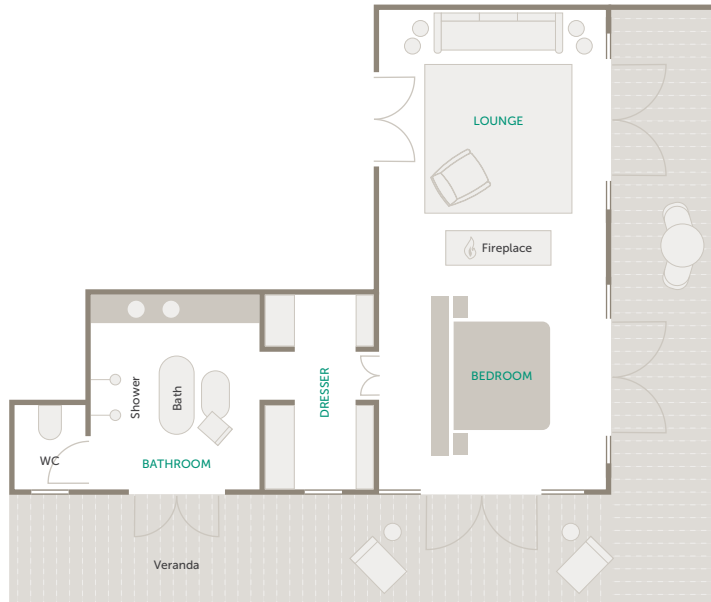 LOUNGE
Fireplace
BEDROOM
DRESSER
Shower
Bath
WC
BATHROOM
Veranda